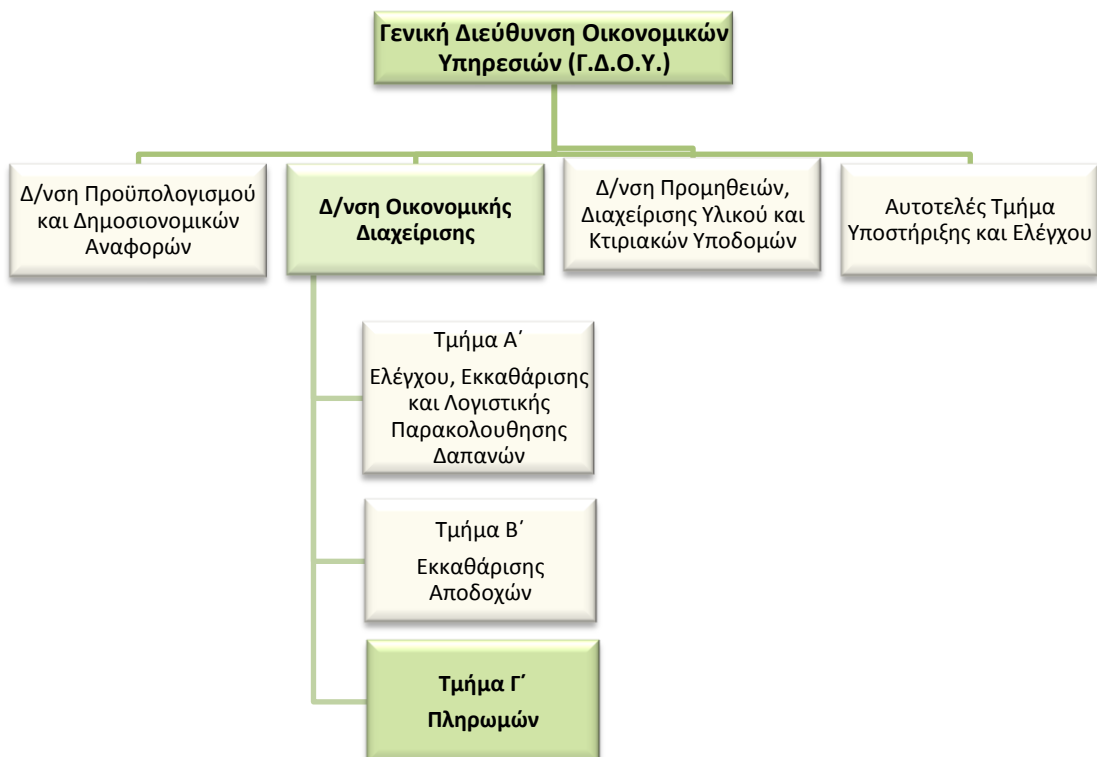 Γενική Διεύθυνση Οικονομικών
Υπηρεσιών (Γ.Δ.Ο.Υ.)
Δ/νση Προϋπολογισμού
και Δημοσιονομικών
Αναφορών
Δ/νση Οικονομικής
Διαχείρισης
Δ/νση Προμηθειών,
Διαχείρισης Υλικού και
Κτιριακών Υποδομών
Αυτοτελές Τμήμα
Υποστήριξης και Ελέγχου
Τμήμα Α΄
Ελέγχου, Εκκαθάρισης
και Λογιστικής
Παρακολουθησης
Δαπανών
Τμήμα Β΄
Εκκαθάρισης
Αποδοχών
Τμήμα Γ΄
Πληρωμών